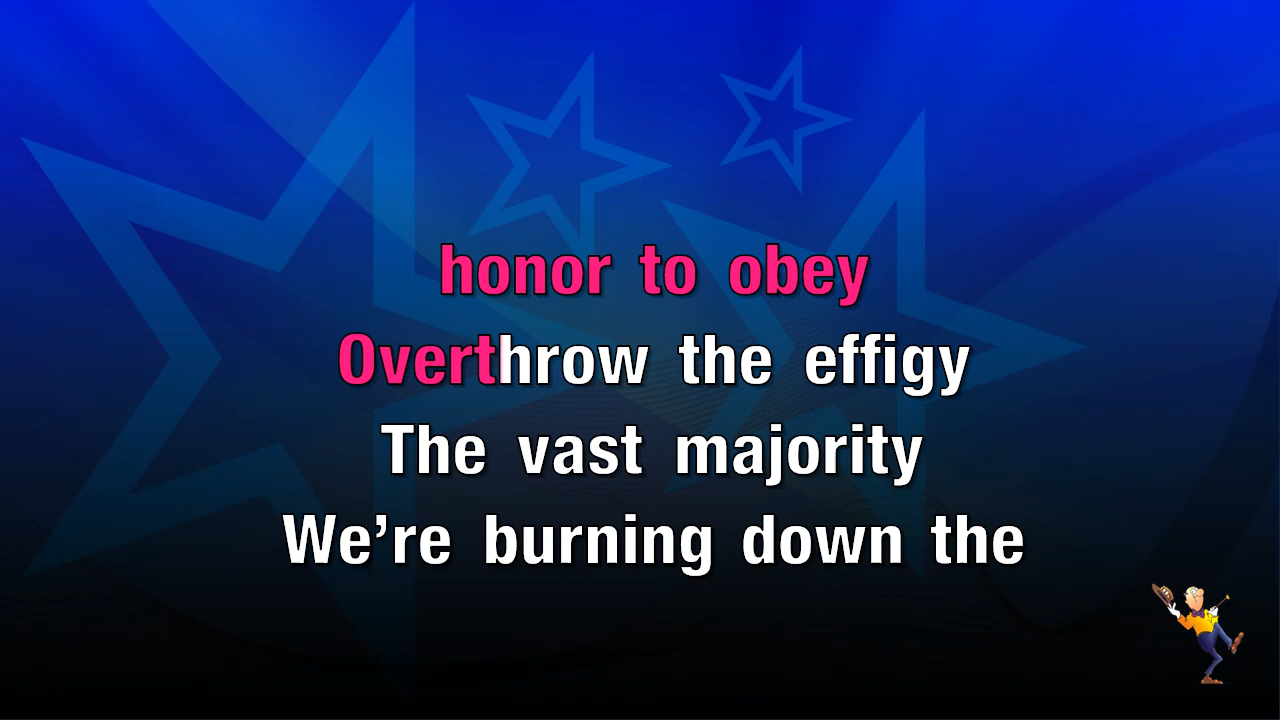 honor to obey
Overthrow the effigy
The vast majority
We’re burning down the